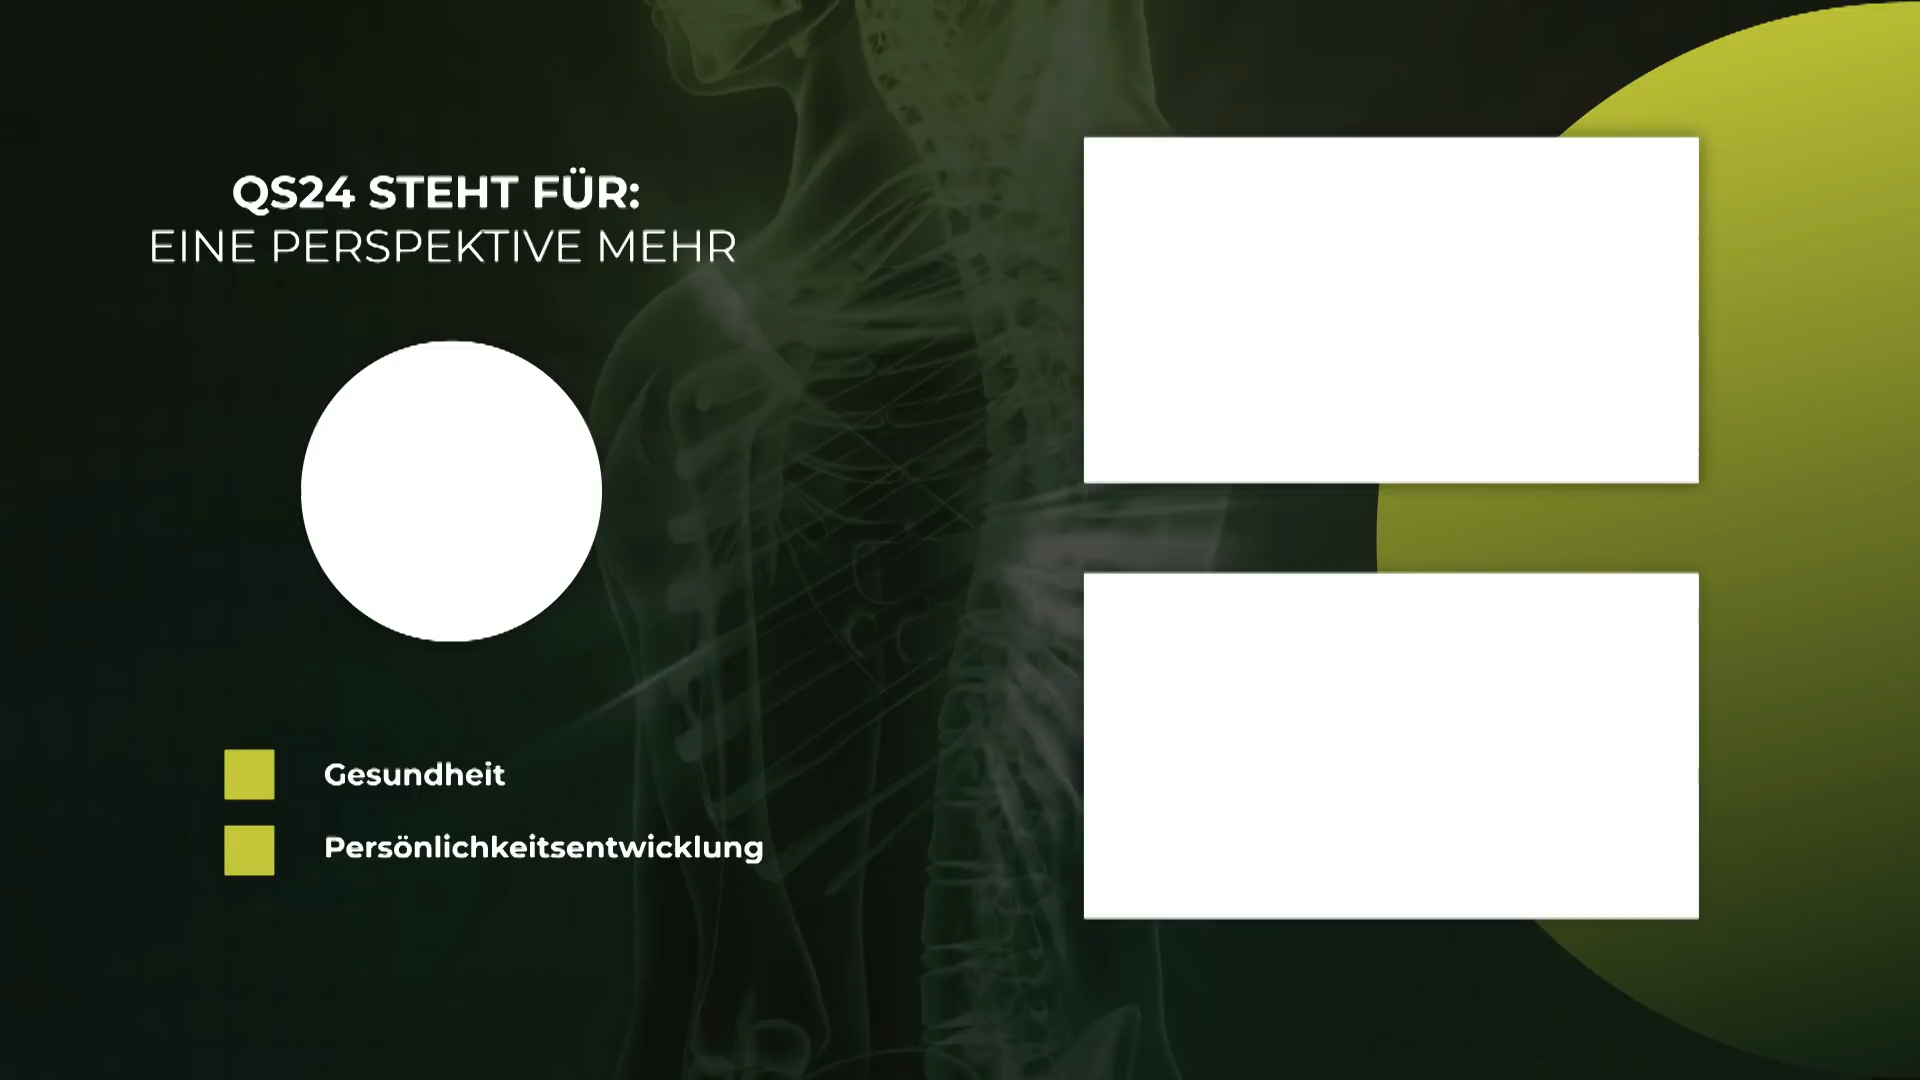 QS24 STEHT FÜR:
EINE PERSPEKTIVE MEHR
Gesundheit
Persönlichkeitsentwicklung